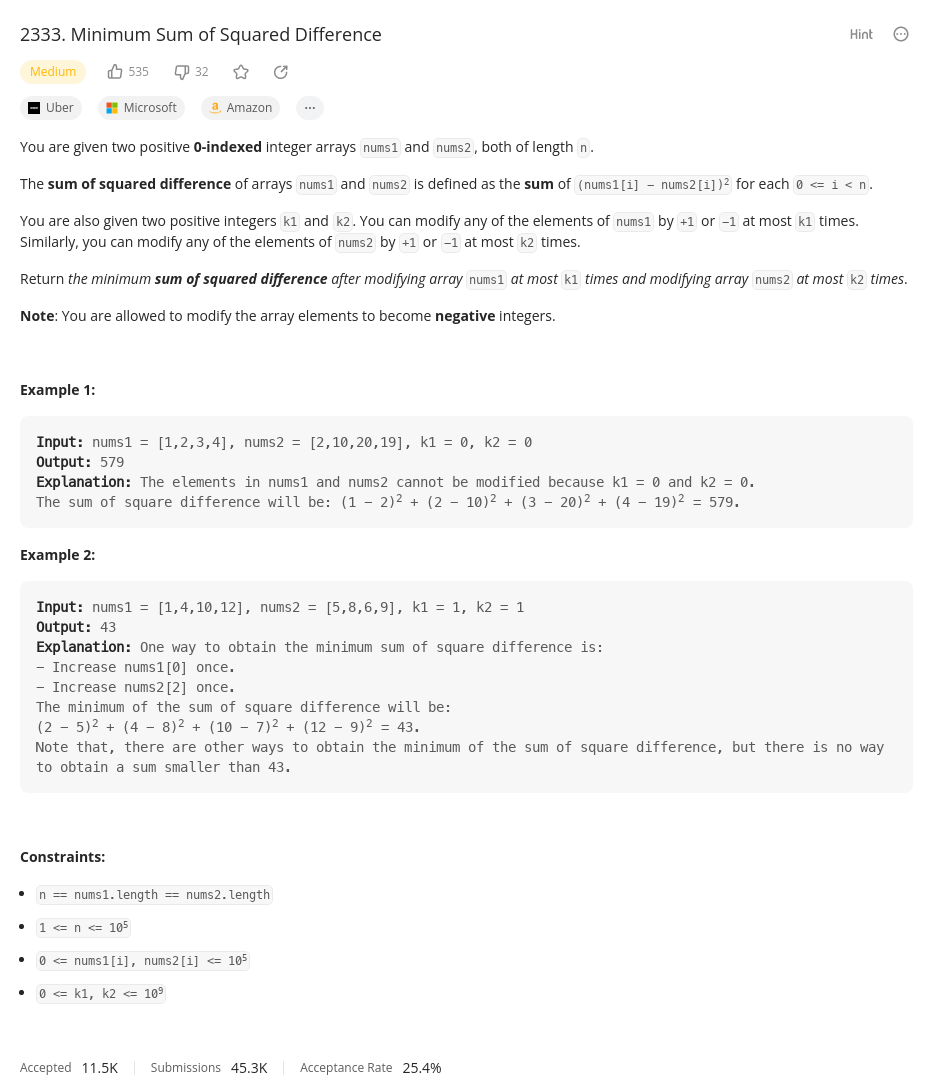 2333. Minimum Sum of Squared Difference Hint
Medium 535 32
Uber Microsoft Amazon ...
You are given two positive 0-indexed integer arrays nums1 and nums2, both of length n.
The sum of squared difference of arrays nums1 and nums2 is defined as the sum of (nums1[i] − nums2[i])² for each 0 <= i < n.
You are also given two positive integers k1 and k2. You can modify any of the elements of nums1 by +1 or −1 at most k1 times.
Similarly, you can modify any of the elements of nums2 by +1 or −1 at most k2 times.
Return the minimum sum of squared difference after modifying array nums1 at most k1 times and modifying array nums2 at most k2 times.
Note: You are allowed to modify the array elements to become negative integers.
Example 1:
Input: nums1 = [1,2,3,4], nums2 = [2,10,20,19], k1 = 0, k2 = 0
Output: 579
Explanation: The elements in nums1 and nums2 cannot be modified because k1 = 0 and k2 = 0.
The sum of square difference will be: (1 − 2)² + (2 − 10)² + (3 − 20)² + (4 − 19)² = 579.
Example 2:
Input: nums1 = [1,4,10,12], nums2 = [5,8,6,9], k1 = 1, k2 = 1
Output: 43
Explanation: One way to obtain the minimum sum of square difference is:
− Increase nums1[0] once.
− Increase nums2[2] once.
The minimum of the sum of square difference will be:
(2 − 5)² + (4 − 8)² + (10 − 7)² + (12 − 9)² = 43.
Note that, there are other ways to obtain the minimum of the sum of square difference, but there is no way
to obtain a sum smaller than 43.
Constraints:
• n == nums1.length == nums2.length
• 1 <= n <= 10⁵
• 0 <= nums1[i], nums2[i] <= 10⁵
• 0 <= k1, k2 <= 10⁹
Accepted 11.5K Submissions 45.3K Acceptance Rate 25.4%